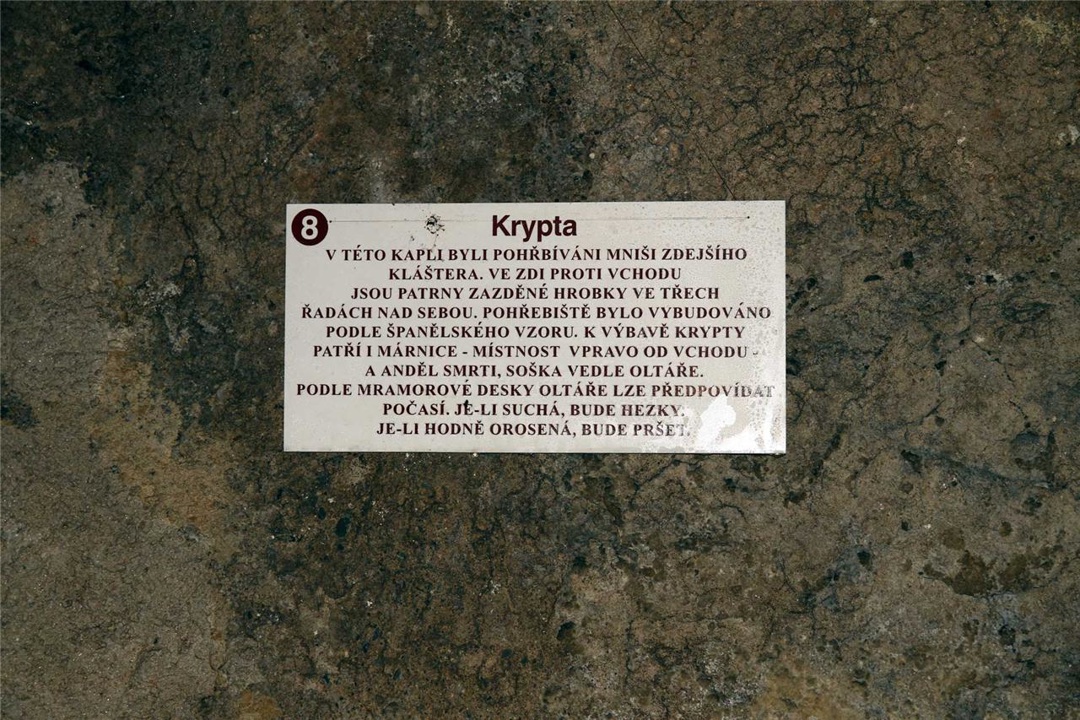 8 Krypta
V TÉTO KAPLI BYLI POHŘBÍVÁNI MNIŠI ZDEJŠÍHO
KLÁŠTERA. VE ZDI PROTI VCHODU
JSOU PATRNY ZAZDĚNÉ HROBKY VE TŘECH
ŘADÁCH NAD SEBOU. POHŘEBIŠTĚ BYLO VYBUDOVÁNO
PODLE ŠPANĚLSKÉHO VZORU. K VÝBAVĚ KRYPTY
PATŘÍ I MÁRNICE - MÍSTNOST VPRAVO OD VCHODU -
A ANDĚL SMRTI, SOŠKA VEDLE OLTÁŘE.
PODLE MRAMOROVÉ DESKY OLTÁŘE LZE PŘEDPOVÍDAT
POČASÍ. JE-LI SUCHÁ, BUDE HEZKY.
JE-LI HODNĚ OROSENÁ, BUDE PRŠET.